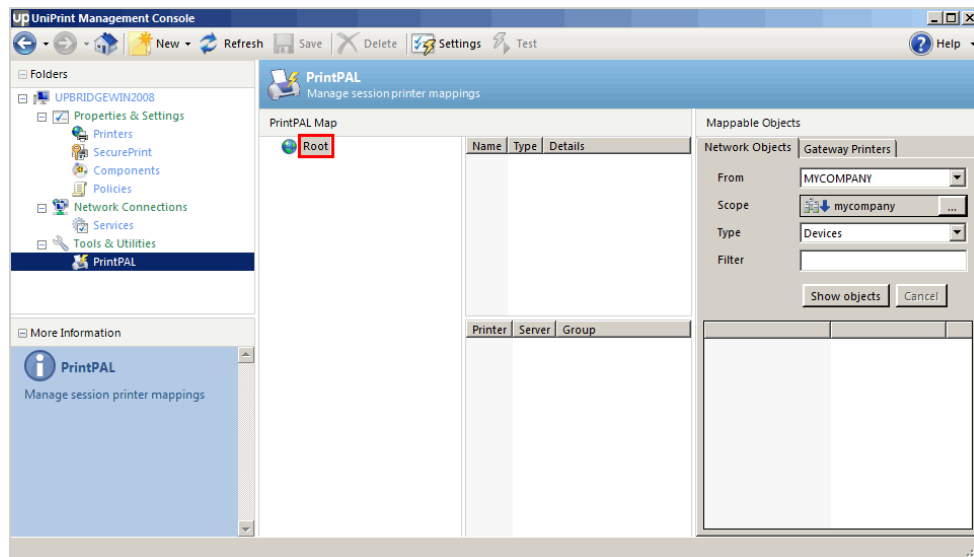 up UniPrint Management Console
New Refresh Save Delete Settings Test Help
Folders
UPBRIDGEWIN2008
Properties & Settings
Printers
SecurePrint
Components
Policies
Network Connections
Services
Tools & Utilities
PrintPAL
More Information
PrintPAL
Manage session printer mappings
PrintPAL
Manage session printer mappings
PrintPAL Map
Root
Name Type Details
Printer Server Group
Mappable Objects
Network Objects Gateway Printers
From MYCOMPANY
Scope mycompany ...
Type Devices
Filter
Show objects Cancel